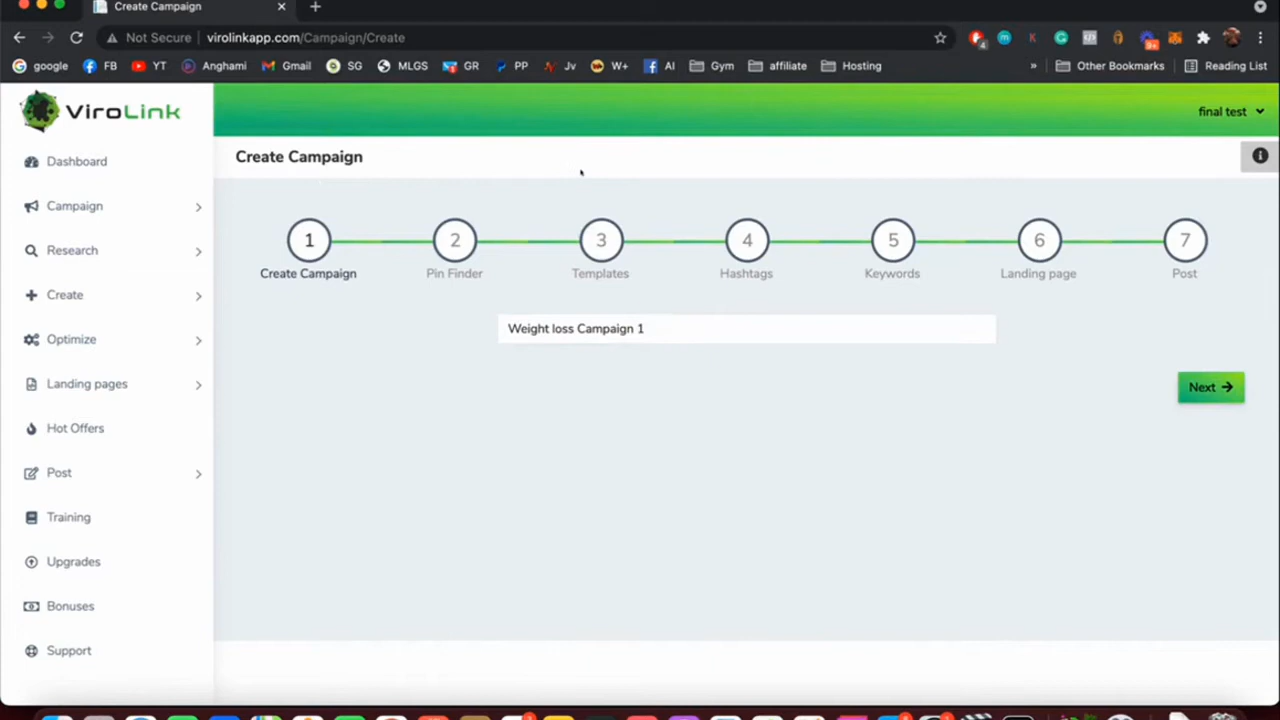 Create Campaign
Not Secure virolinkapp.com/Campaign/Create
google FB YT Anghami Gmail SG MLGS GR PP Jv W+ AI Gym affiliate Hosting » Other Bookmarks Reading List
ViroLink
final test
Create Campaign
Dashboard
Campaign
Research
Create
Optimize
Landing pages
Hot Offers
Post
Training
Upgrades
Bonuses
Support
1 2 3 4 5 6 7
Create Campaign Pin Finder Templates Hashtags Keywords Landing page Post
Weight loss Campaign 1
Next